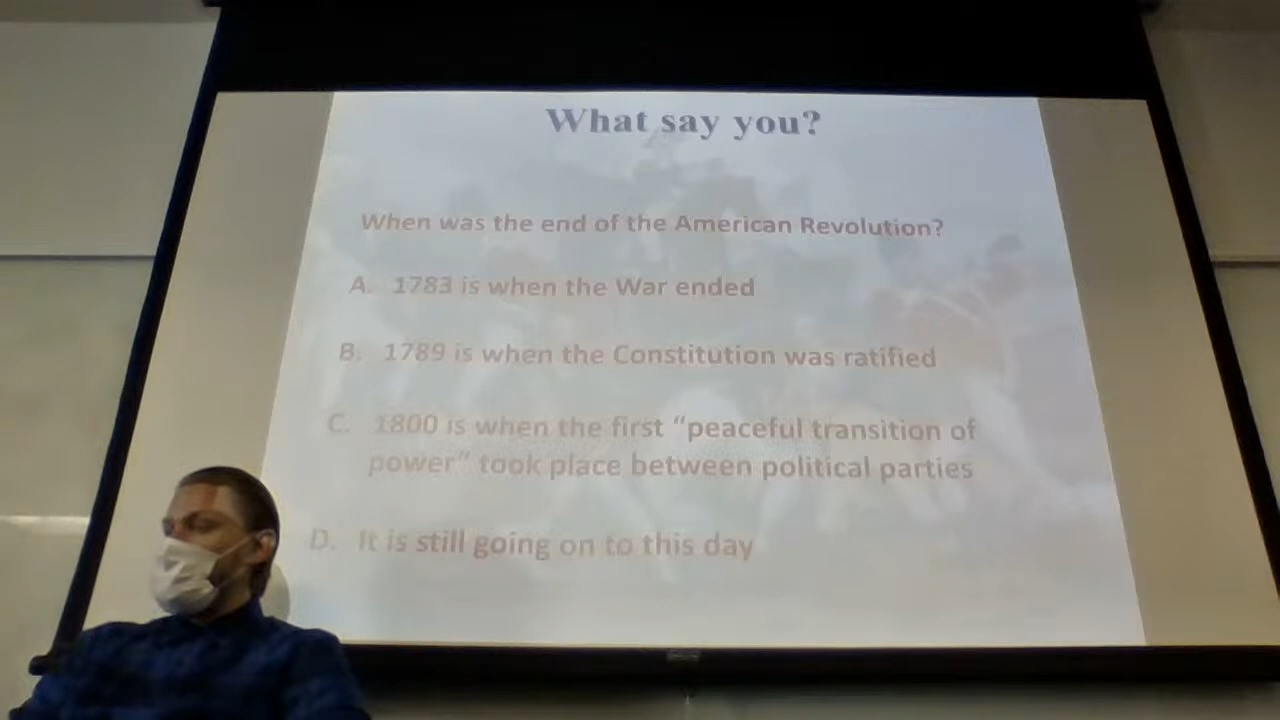 What say you?
When was the end of the American Revolution?
A. 1783 is when the War ended
B. 1789 is when the Constitution was ratified
C. 1800 is when the first “peaceful transition of
power” took place between political parties
D. It is still going on to this day